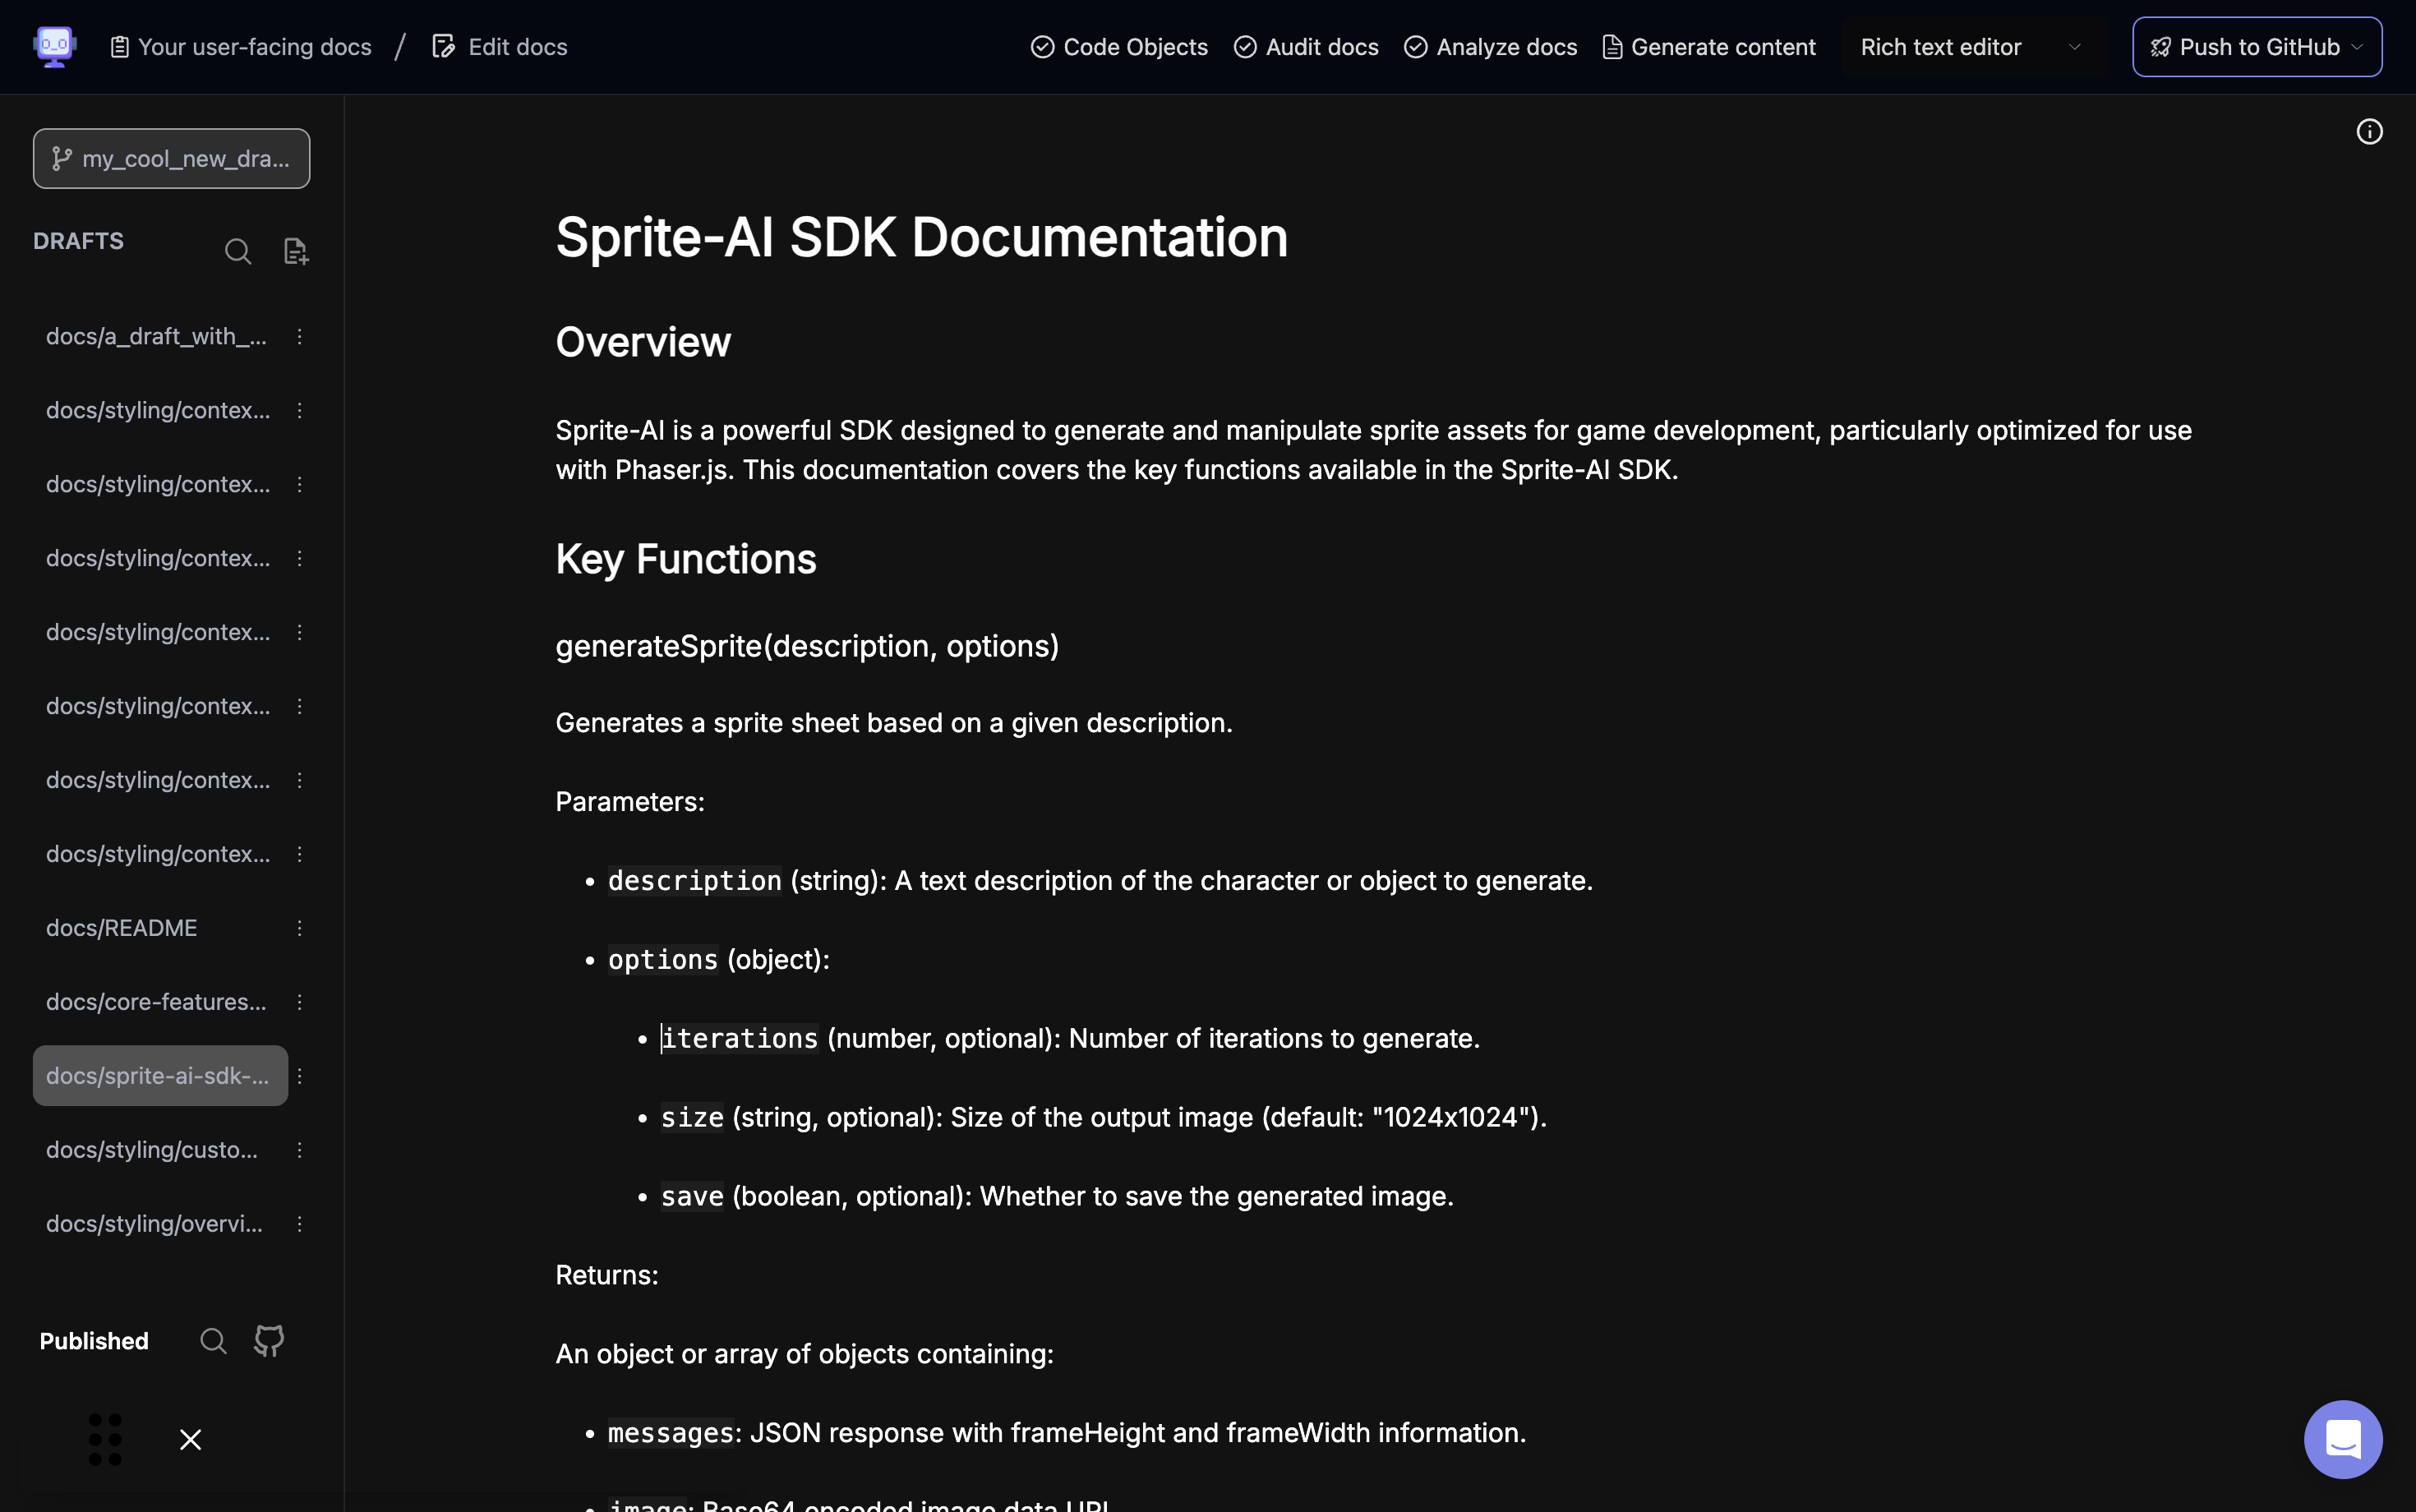 Your user-facing docs / Edit docs
Code Objects
Audit docs
Analyze docs
Generate content
Rich text editor
Push to GitHub
my_cool_new_dra...
DRAFTS
docs/a_draft_with_...
docs/styling/contex...
docs/styling/contex...
docs/styling/contex...
docs/styling/contex...
docs/styling/contex...
docs/styling/contex...
docs/styling/contex...
docs/README
docs/core-features...
docs/sprite-ai-sdk-...
docs/styling/custo...
docs/styling/overvi...
Published
Sprite-AI SDK Documentation
Overview
Sprite-AI is a powerful SDK designed to generate and manipulate sprite assets for game development, particularly optimized for use
with Phaser.js. This documentation covers the key functions available in the Sprite-AI SDK.
Key Functions
generateSprite(description, options)
Generates a sprite sheet based on a given description.
Parameters:
• description (string): A text description of the character or object to generate.
• options (object):
• iterations (number, optional): Number of iterations to generate.
• size (string, optional): Size of the output image (default: "1024x1024").
• save (boolean, optional): Whether to save the generated image.
Returns:
An object or array of objects containing:
• messages: JSON response with frameHeight and frameWidth information.
• image: Base64 encoded image data URL